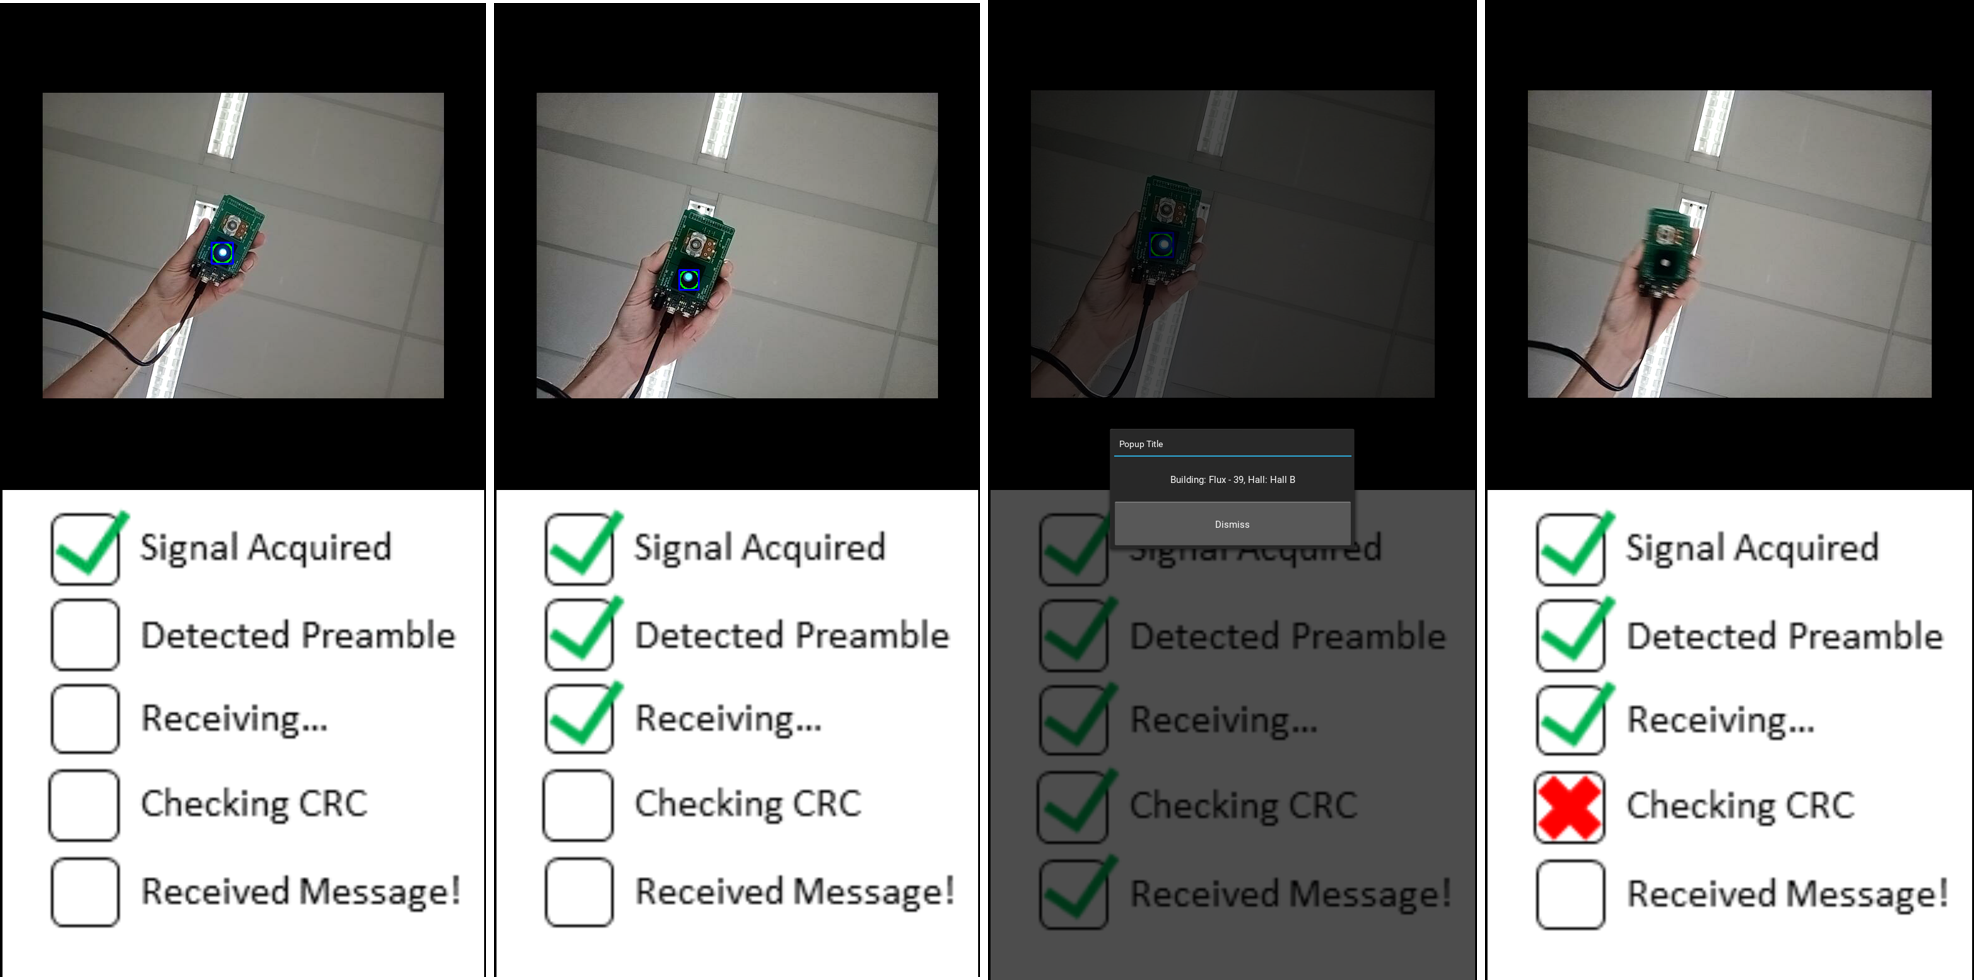 Signal Acquired
Detected Preamble
Receiving...
Checking CRC
Received Message!
Signal Acquired
Detected Preamble
Receiving...
Checking CRC
Received Message!
Popup Title
Building: Flux - 39, Hall: Hall B
Dismiss
Signal Acquired
Detected Preamble
Receiving...
Checking CRC
Received Message!
Signal Acquired
Detected Preamble
Receiving...
Checking CRC
Received Message!